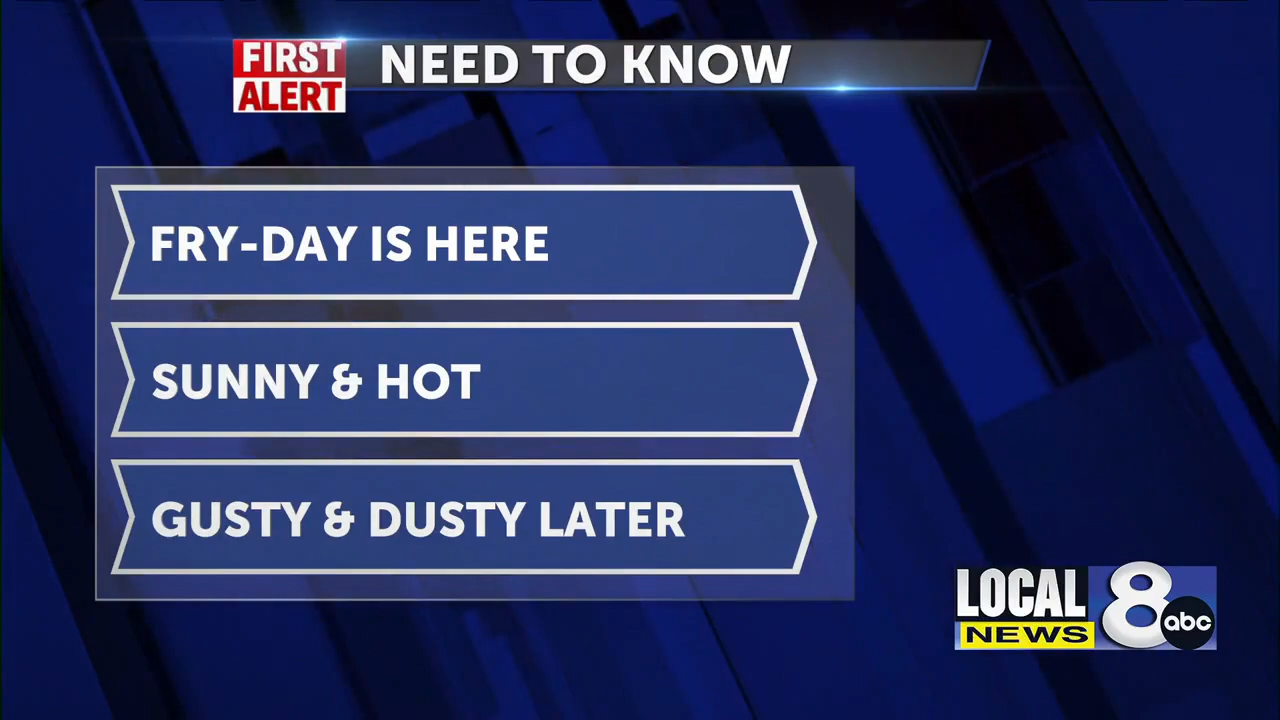 FIRST
ALERT
NEED TO KNOW
FRY-DAY IS HERE
SUNNY & HOT
GUSTY & DUSTY LATER
LOCAL
NEWS
8
abc